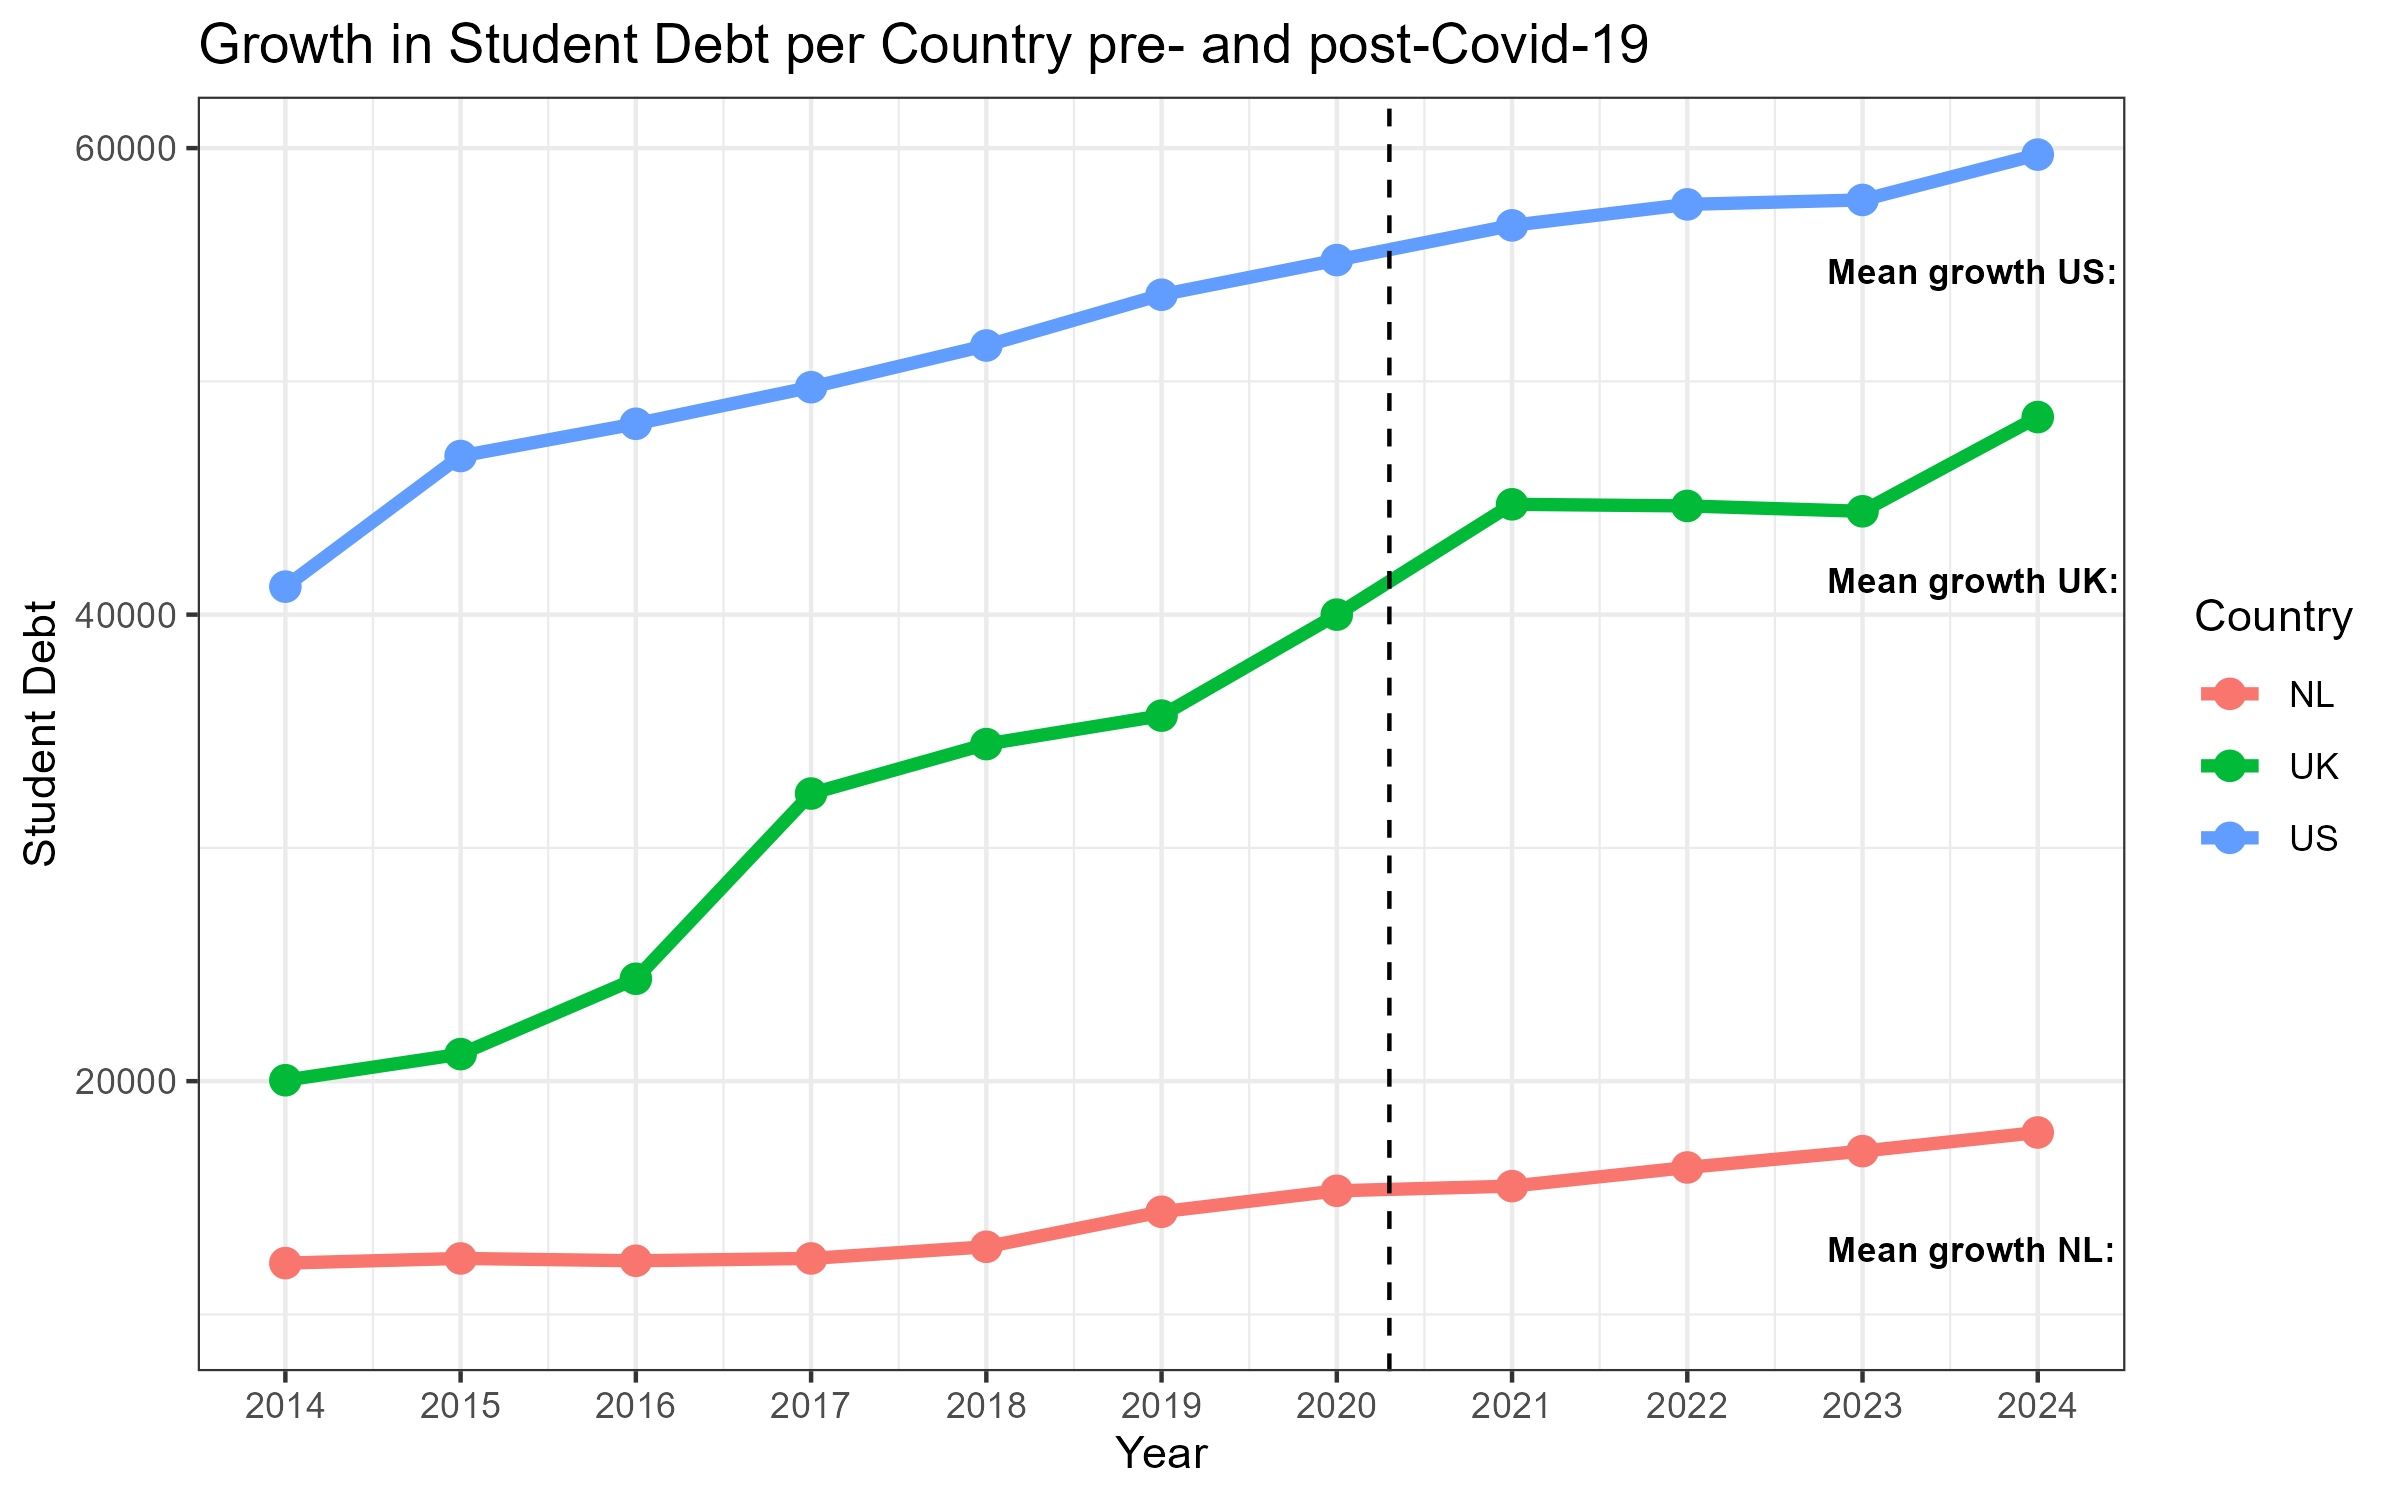 Growth in Student Debt per Country pre- and post-Covid-19
60000
40000
20000
Student Debt
Mean growth US:
Mean growth UK:
Mean growth NL:
Country
NL
UK
US
2014 2015 2016 2017 2018 2019 2020 2021 2022 2023 2024
Year